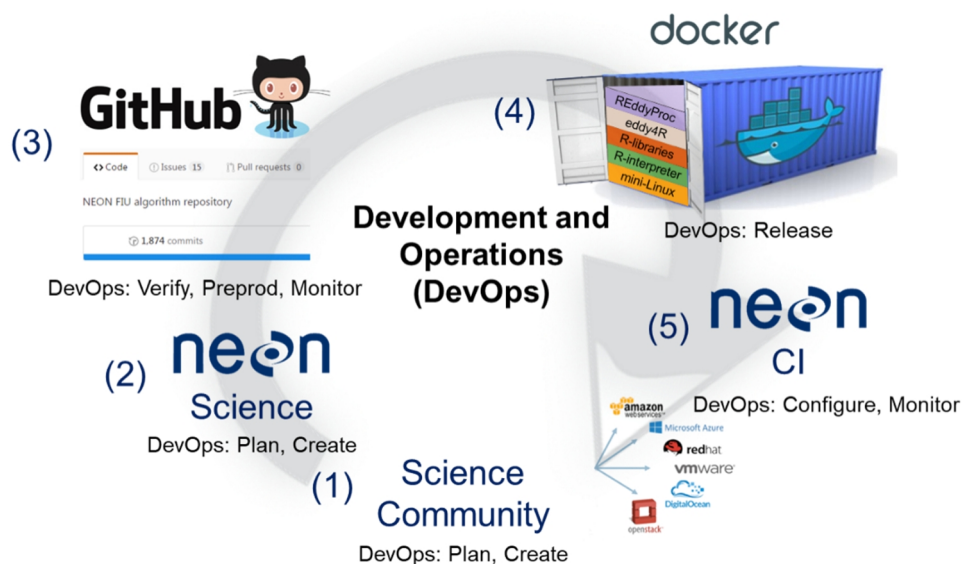 docker
GitHub
(3)
Code
Issues 15
Pull requests 0
NEON FIU algorithm repository
1,874 commits
DevOps: Verify, Preprod, Monitor
(4)
REddyProc
eddy4R
R-libraries
R-interpreter
mini-Linux
DevOps: Release
Development and
Operations
(DevOps)
(2)
neon
Science
DevOps: Plan, Create
(5)
neon
CI
DevOps: Configure, Monitor
(1)
Science
Community
DevOps: Plan, Create
amazon
webservices™
Microsoft Azure
redhat
vmware
DigitalOcean
openstack